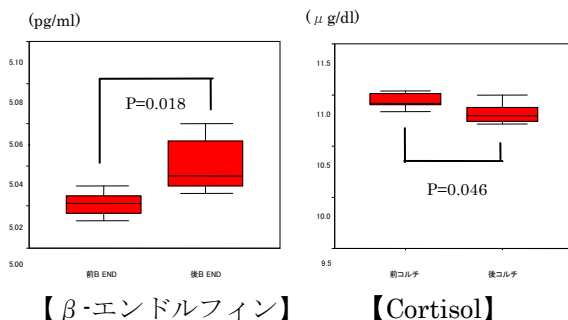 (pg/ml)
5.10
5.08
5.06
5.04
5.02
5.00
P=0.018
前B END
後B END
【β-エンドルフィン】
(μg/dl)
11.5
11.0
10.5
10.0
9.5
P=0.046
前コルチ
後コルチ
【Cortisol】